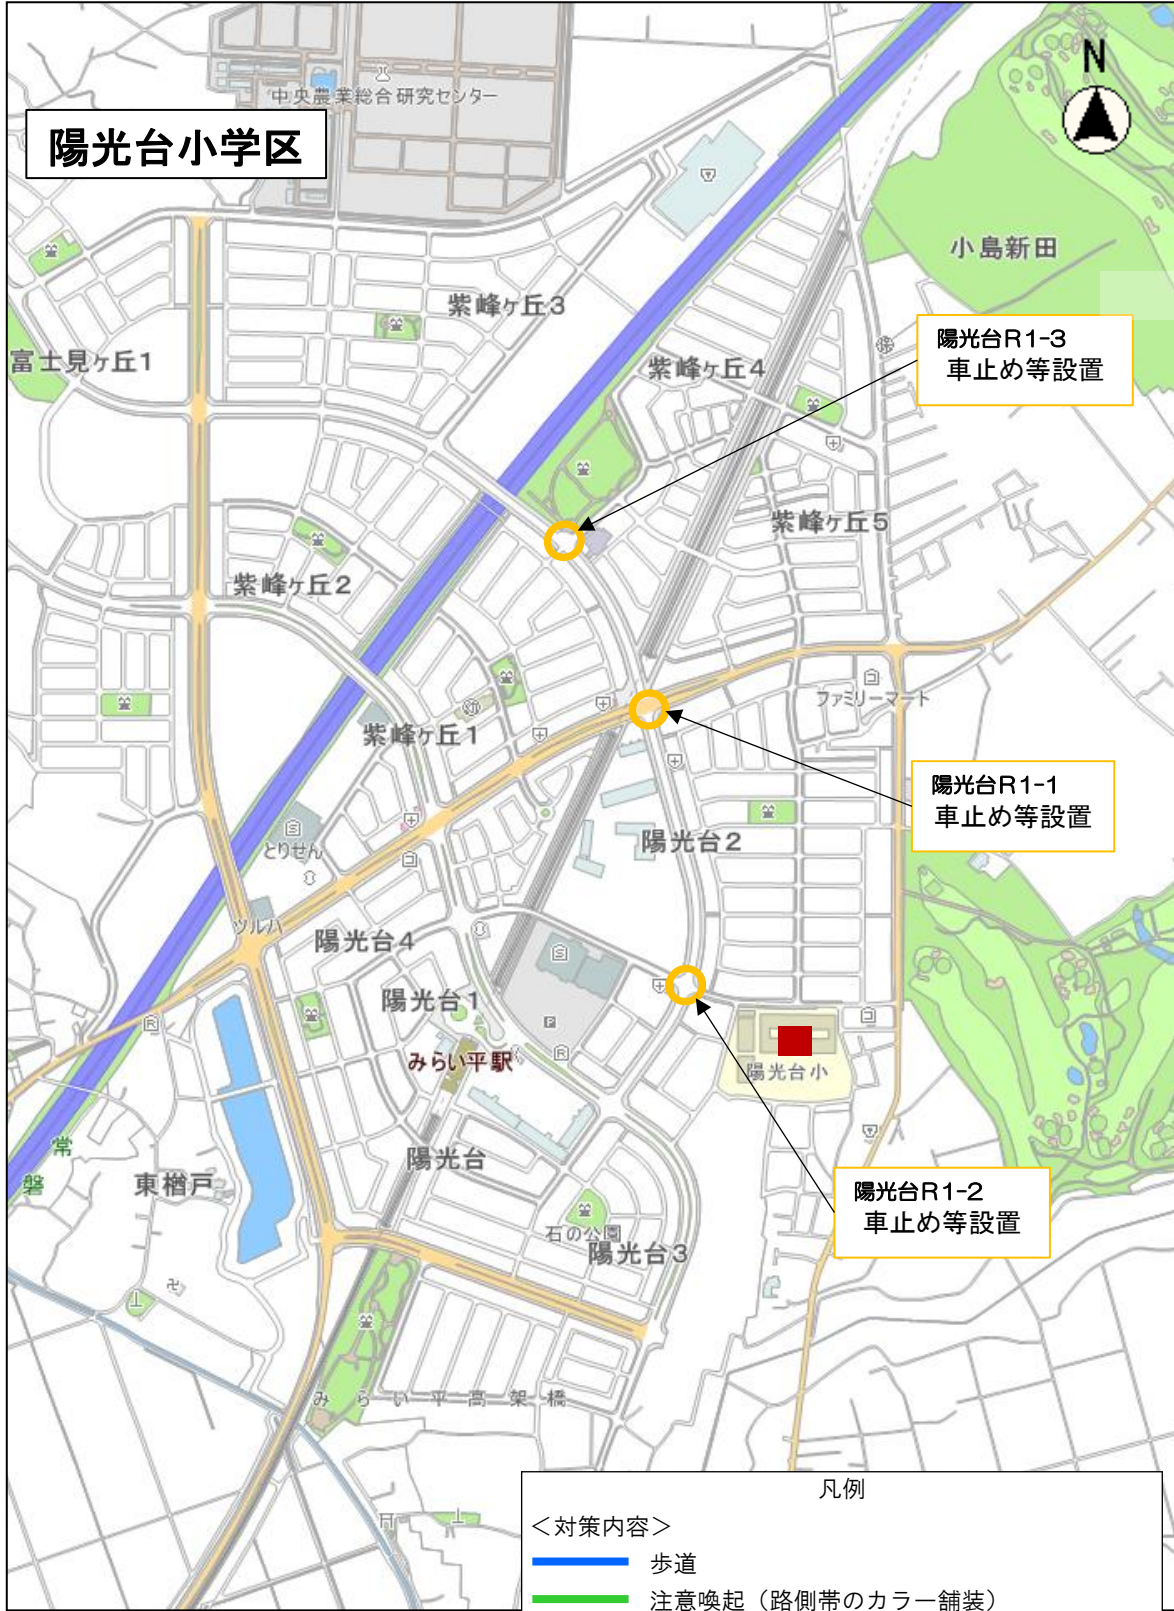 中央農業総合研究センター
N
陽光台小学区
小島新田
紫峰ヶ丘3
陽光台R1-3
車止め等設置
富士見ヶ丘1
紫峰ヶ丘4
紫峰ヶ丘5
紫峰ヶ丘2
ファミリーマート
紫峰ヶ丘1
陽光台R1-1
車止め等設置
とりせん
陽光台2
ツルハ
陽光台4
陽光台1
みらい平駅
陽光台小
常磐
東楢戸
陽光台
陽光台R1-2
車止め等設置
石の公園
陽光台3
みらい平高架橋
凡例
＜対策内容＞
歩道
注意喚起（路側帯のカラー舗装）